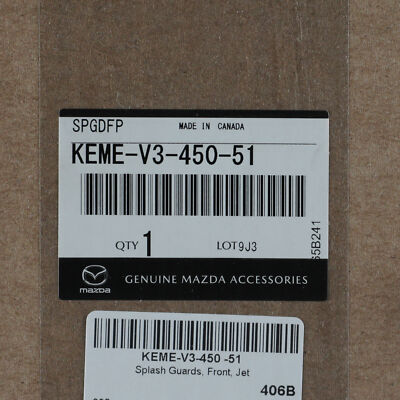 SPGDFP MADE IN CANADA
KEME-V3-450-51
QTY 1 LOT9J3
mazda GENUINE MAZDA ACCESSORIES
KEME-V3-450 -51
Splash Guards, Front, Jet
406B